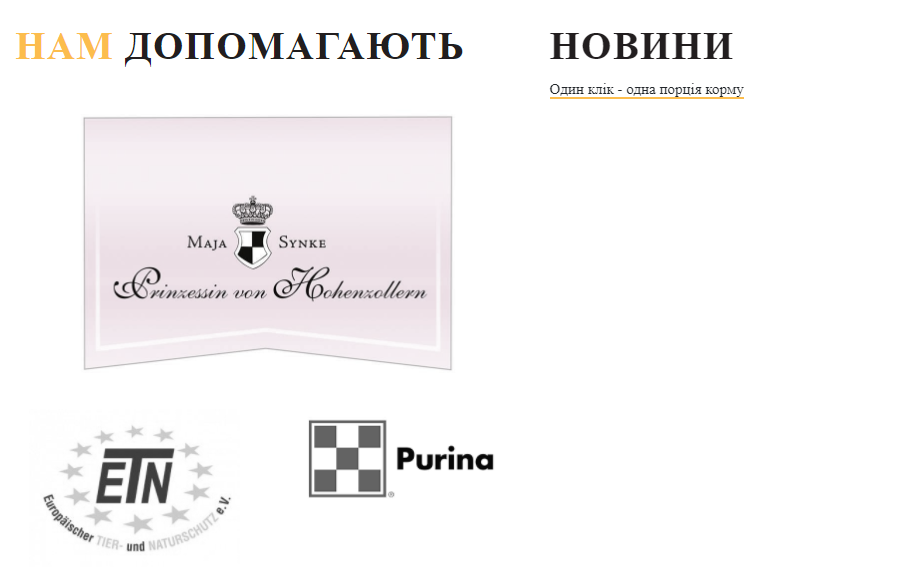 НАМ ДОПОМАГАЮТЬ
Maja Synke
Prinzessin von Hohenzollern
ETN
Europäischer TIER- und NATURSCHUTZ e.V.
Purina
®
НОВИНИ
Один клік - одна порція корму